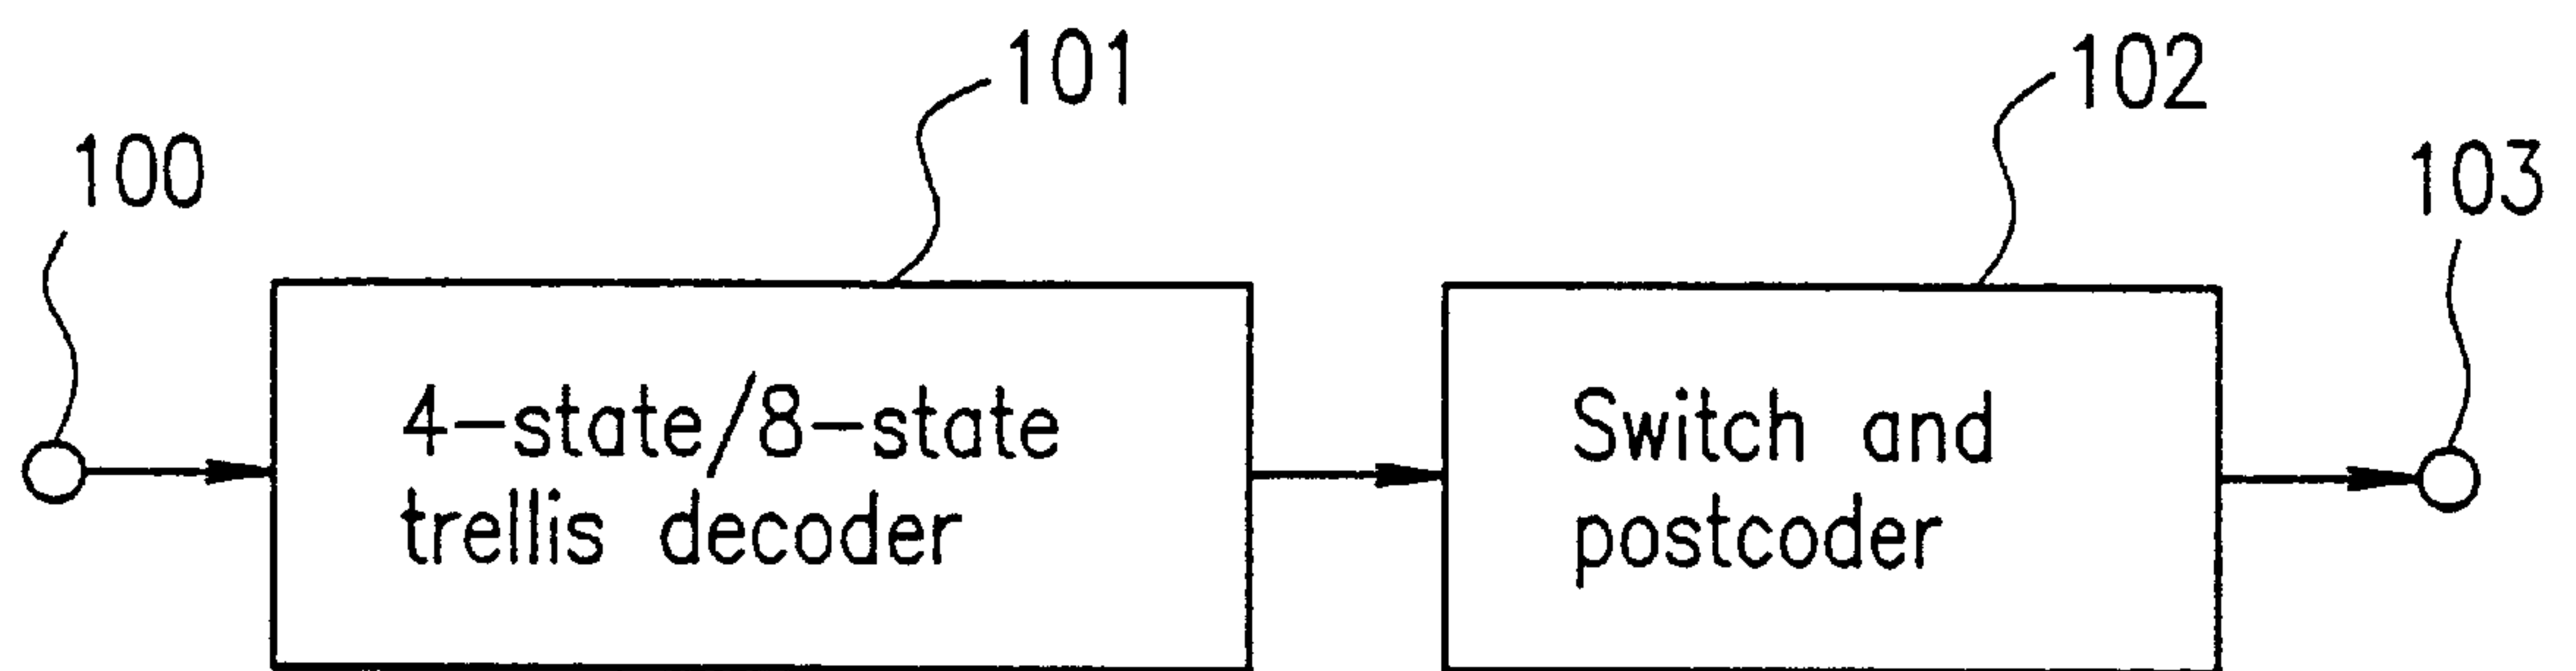 101
102
100
103
4-state/8-state
trellis decoder
Switch and
postcoder